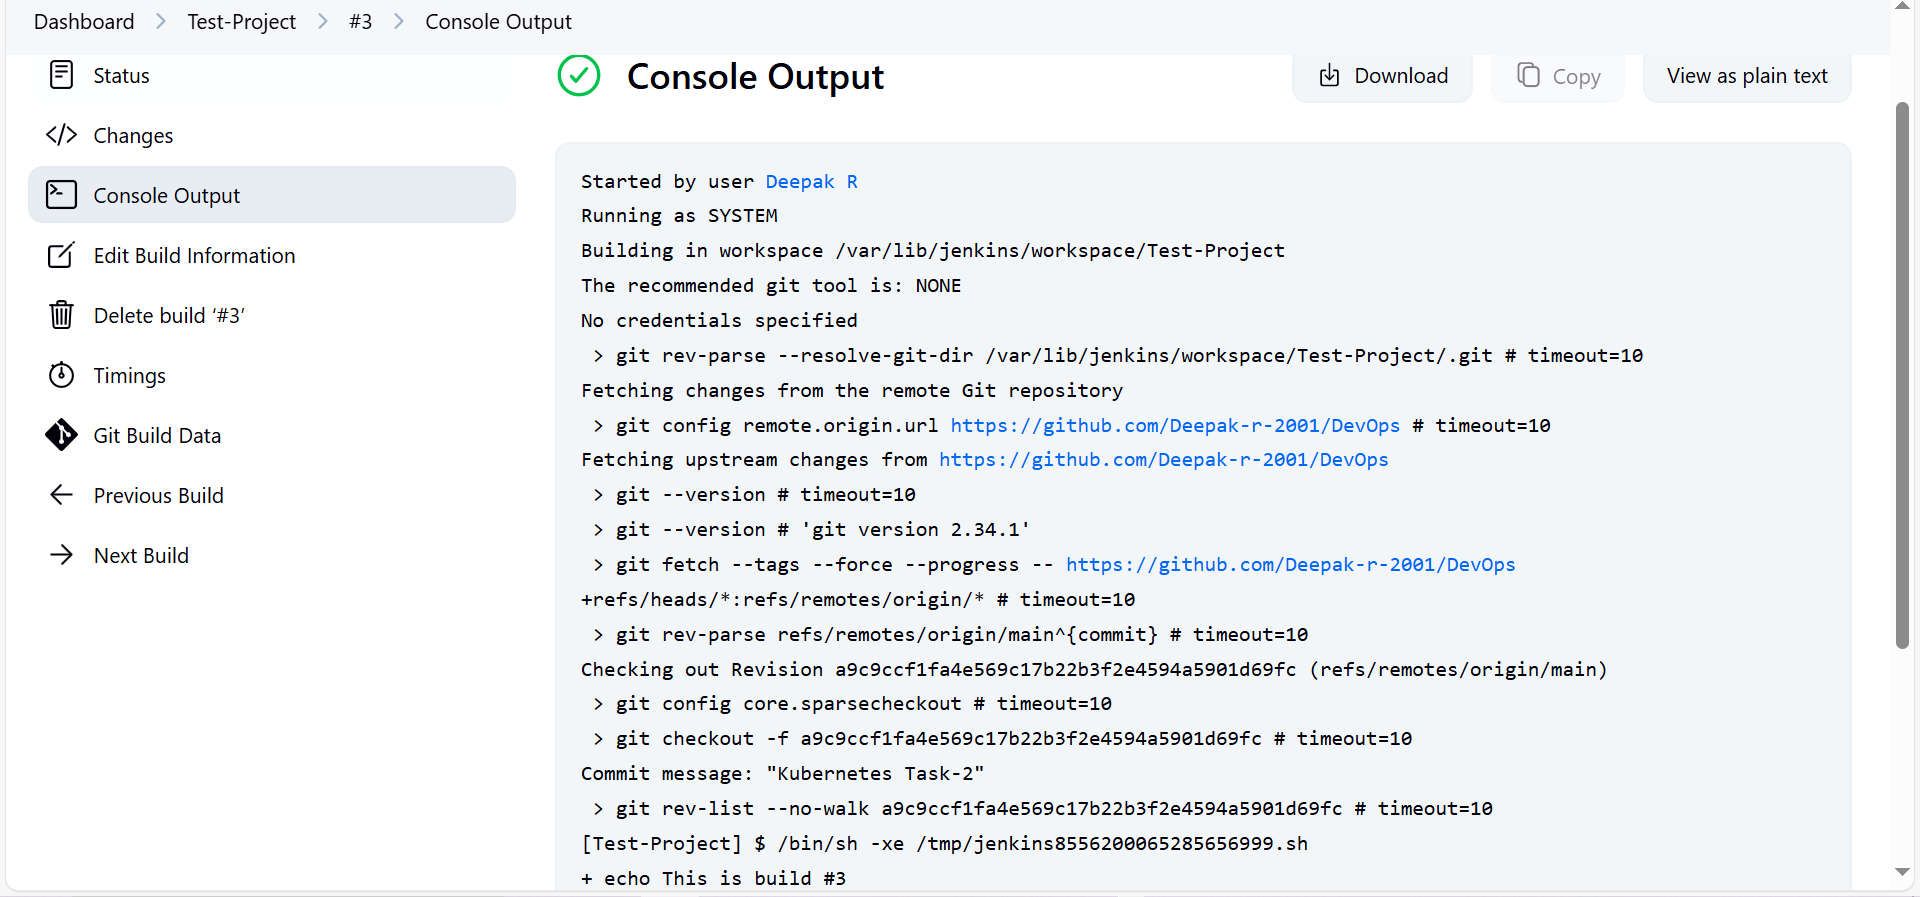 Dashboard > Test-Project > #3 > Console Output
Status
Changes
Console Output
Edit Build Information
Delete build ‘#3’
Timings
Git Build Data
Previous Build
Next Build
Console Output
Download
Copy
View as plain text
Started by user Deepak R
Running as SYSTEM
Building in workspace /var/lib/jenkins/workspace/Test-Project
The recommended git tool is: NONE
No credentials specified
 > git rev-parse --resolve-git-dir /var/lib/jenkins/workspace/Test-Project/.git # timeout=10
Fetching changes from the remote Git repository
 > git config remote.origin.url https://github.com/Deepak-r-2001/DevOps # timeout=10
Fetching upstream changes from https://github.com/Deepak-r-2001/DevOps
 > git --version # timeout=10
 > git --version # 'git version 2.34.1'
 > git fetch --tags --force --progress -- https://github.com/Deepak-r-2001/DevOps
+refs/heads/*:refs/remotes/origin/* # timeout=10
 > git rev-parse refs/remotes/origin/main^{commit} # timeout=10
Checking out Revision a9c9ccf1fa4e569c17b22b3f2e4594a5901d69fc (refs/remotes/origin/main)
 > git config core.sparsecheckout # timeout=10
 > git checkout -f a9c9ccf1fa4e569c17b22b3f2e4594a5901d69fc # timeout=10
Commit message: "Kubernetes Task-2"
 > git rev-list --no-walk a9c9ccf1fa4e569c17b22b3f2e4594a5901d69fc # timeout=10
[Test-Project] $ /bin/sh -xe /tmp/jenkins8556200065285656999.sh
+ echo This is build #3